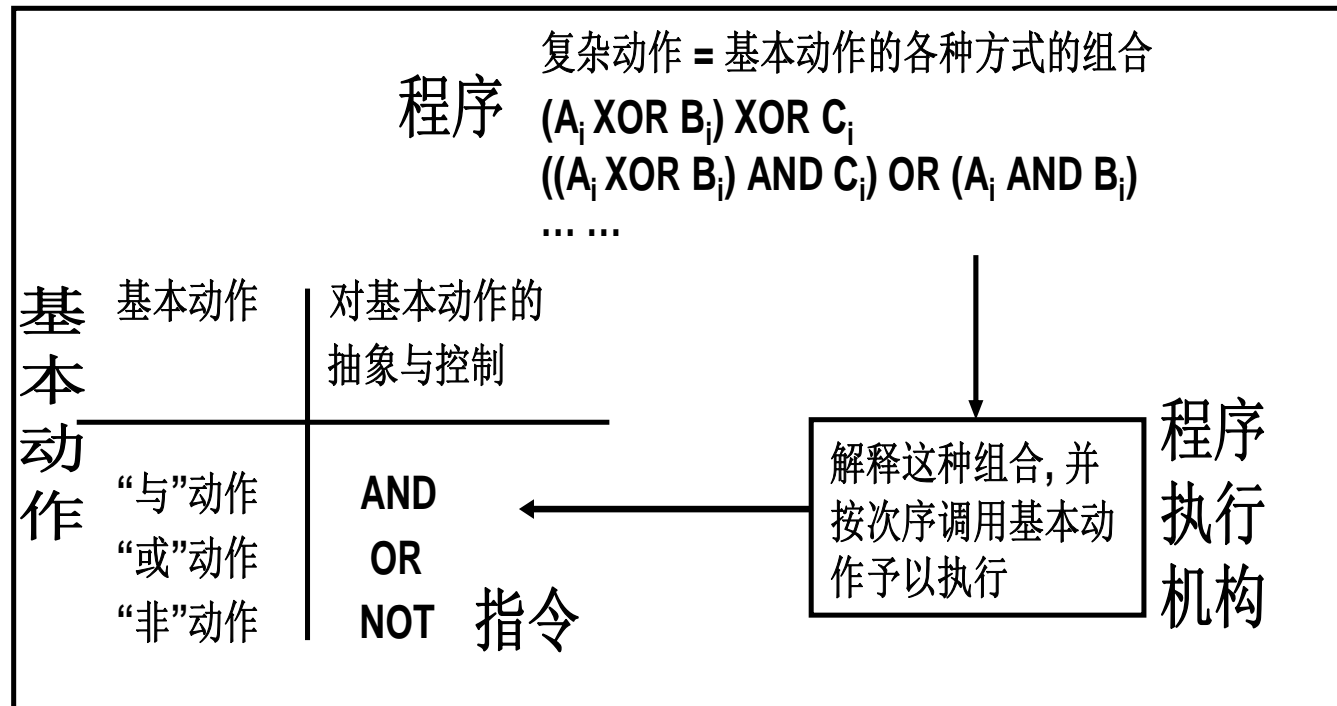 复杂动作 = 基本动作的各种方式的组合
程序
(Ai XOR Bi) XOR Ci
((Ai XOR Bi) AND Ci) OR (Ai AND Bi)
… …
基本动作
基本动作
对基本动作的
抽象与控制
“与”动作 AND
“或”动作 OR
“非”动作 NOT
指令
解释这种组合, 并
按次序调用基本动
作予以执行
程序
执行
机构